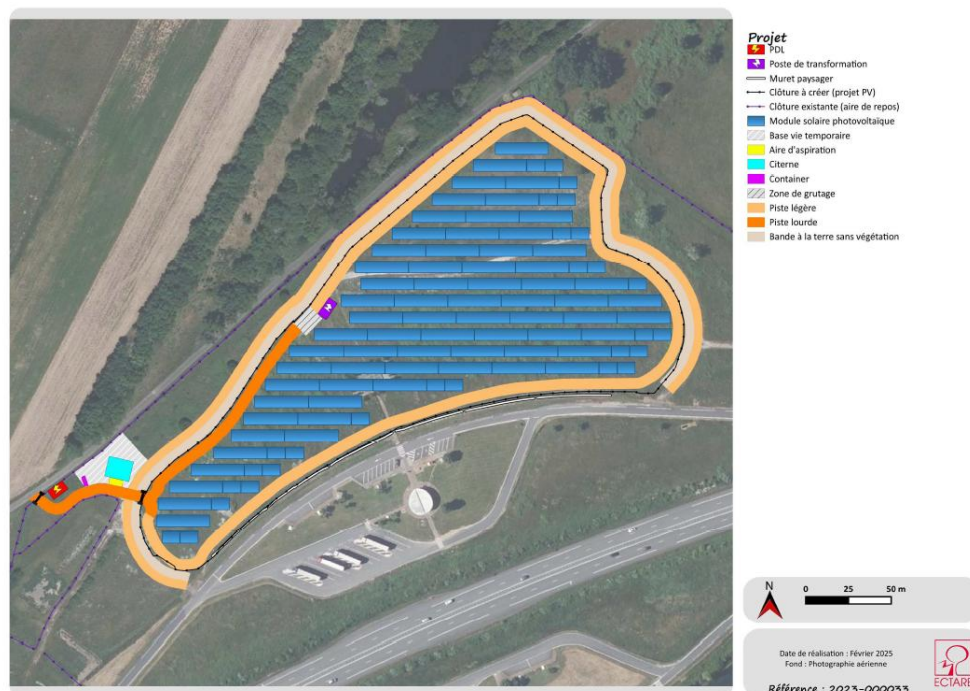 Projet
PDL
Poste de transformation
Muret paysager
Clôture à créer (projet PV)
Clôture existante (aire de repos)
Module solaire photovoltaïque
Base vie temporaire
Aire d'aspiration
Citerne
Container
Zone de grutage
Piste légère
Piste lourde
Bande à la terre sans végétation
N
0 25 50 m
Date de réalisation : Février 2025
Fond : Photographie aérienne
Référence : 2023-000033
ECTARE